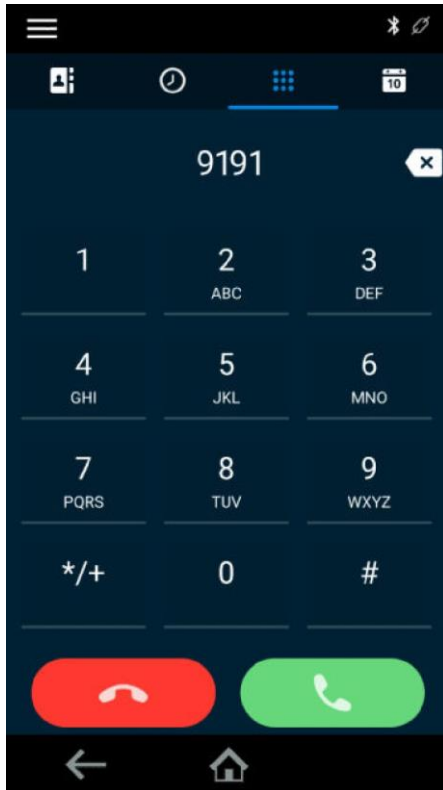 10
9191
1 2 3
ABC DEF
4 5 6
GHI JKL MNO
7 8 9
PQRS TUV WXYZ
*/+ 0 #